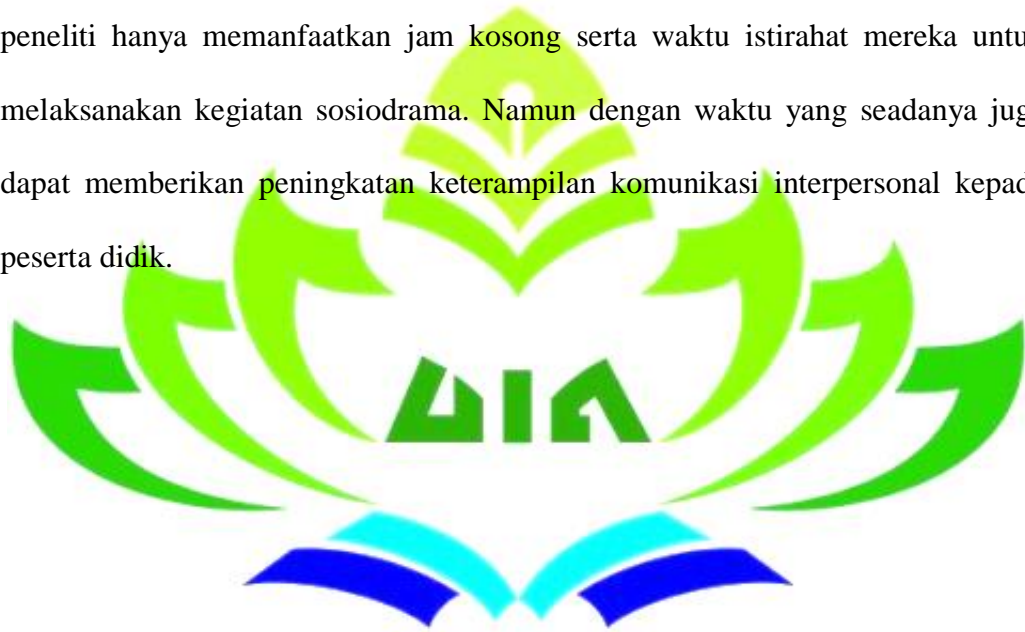 peneliti hanya memanfaatkan jam kosong serta waktu istirahat mereka untu
melaksanakan kegiatan sosiodrama. Namun dengan waktu yang seadanya jug
dapat memberikan peningkatan keterampilan komunikasi interpersonal kepad
peserta didik.